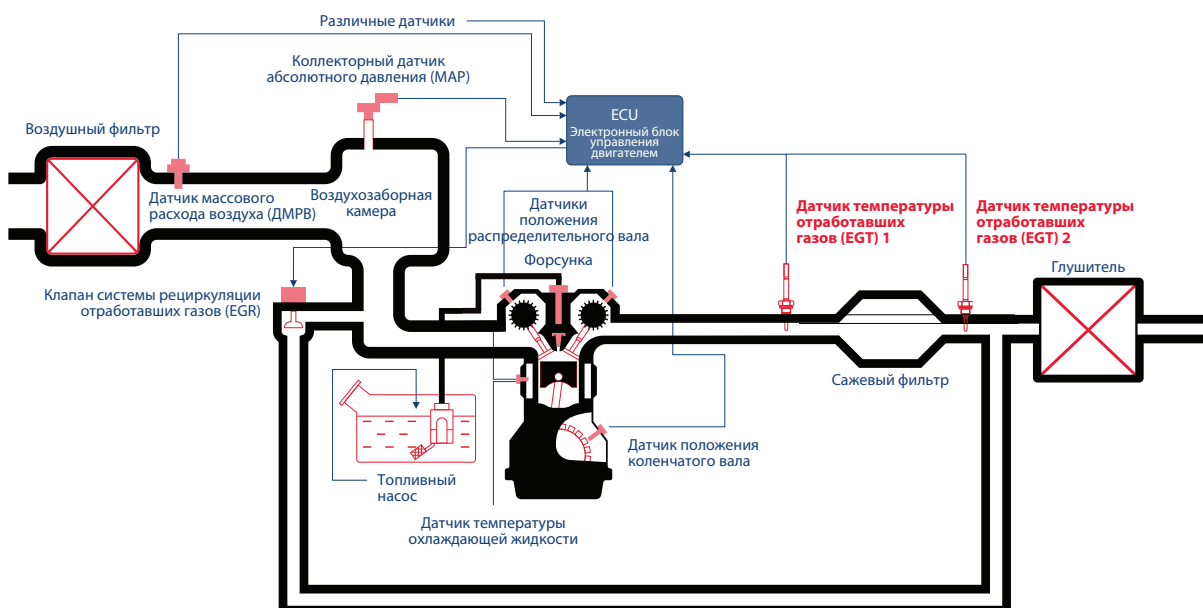 Различные датчики
Коллекторный датчик
абсолютного давления (MAP)
ECU
Электронный блок
управления
двигателем
Воздушный фильтр
Датчик массового
расхода воздуха (ДМРВ)
Воздухозаборная
камера
Датчики
положения
распределительного вала
Форсунка
Датчик температуры
отработавших
газов (EGT) 1
Датчик температуры
отработавших
газов (EGT) 2
Глушитель
Клапан системы рециркуляции
отработавших газов (EGR)
Сажевый фильтр
Датчик положения
коленчатого вала
Топливный
насос
Датчик температуры
охлаждающей жидкости